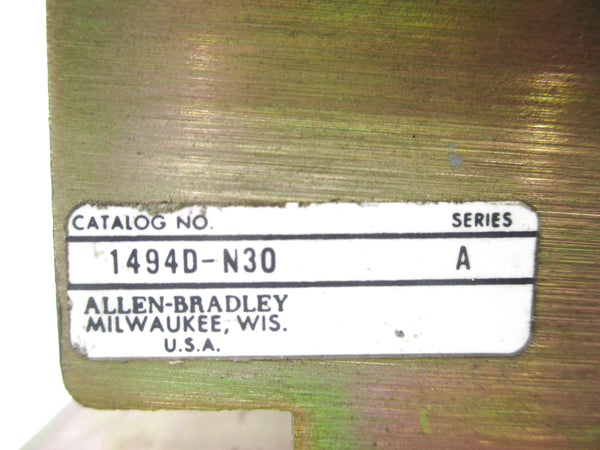 CATALOG NO. SERIES
1494D-N30 A
ALLEN-BRADLEY
MILWAUKEE, WIS.
U.S.A.